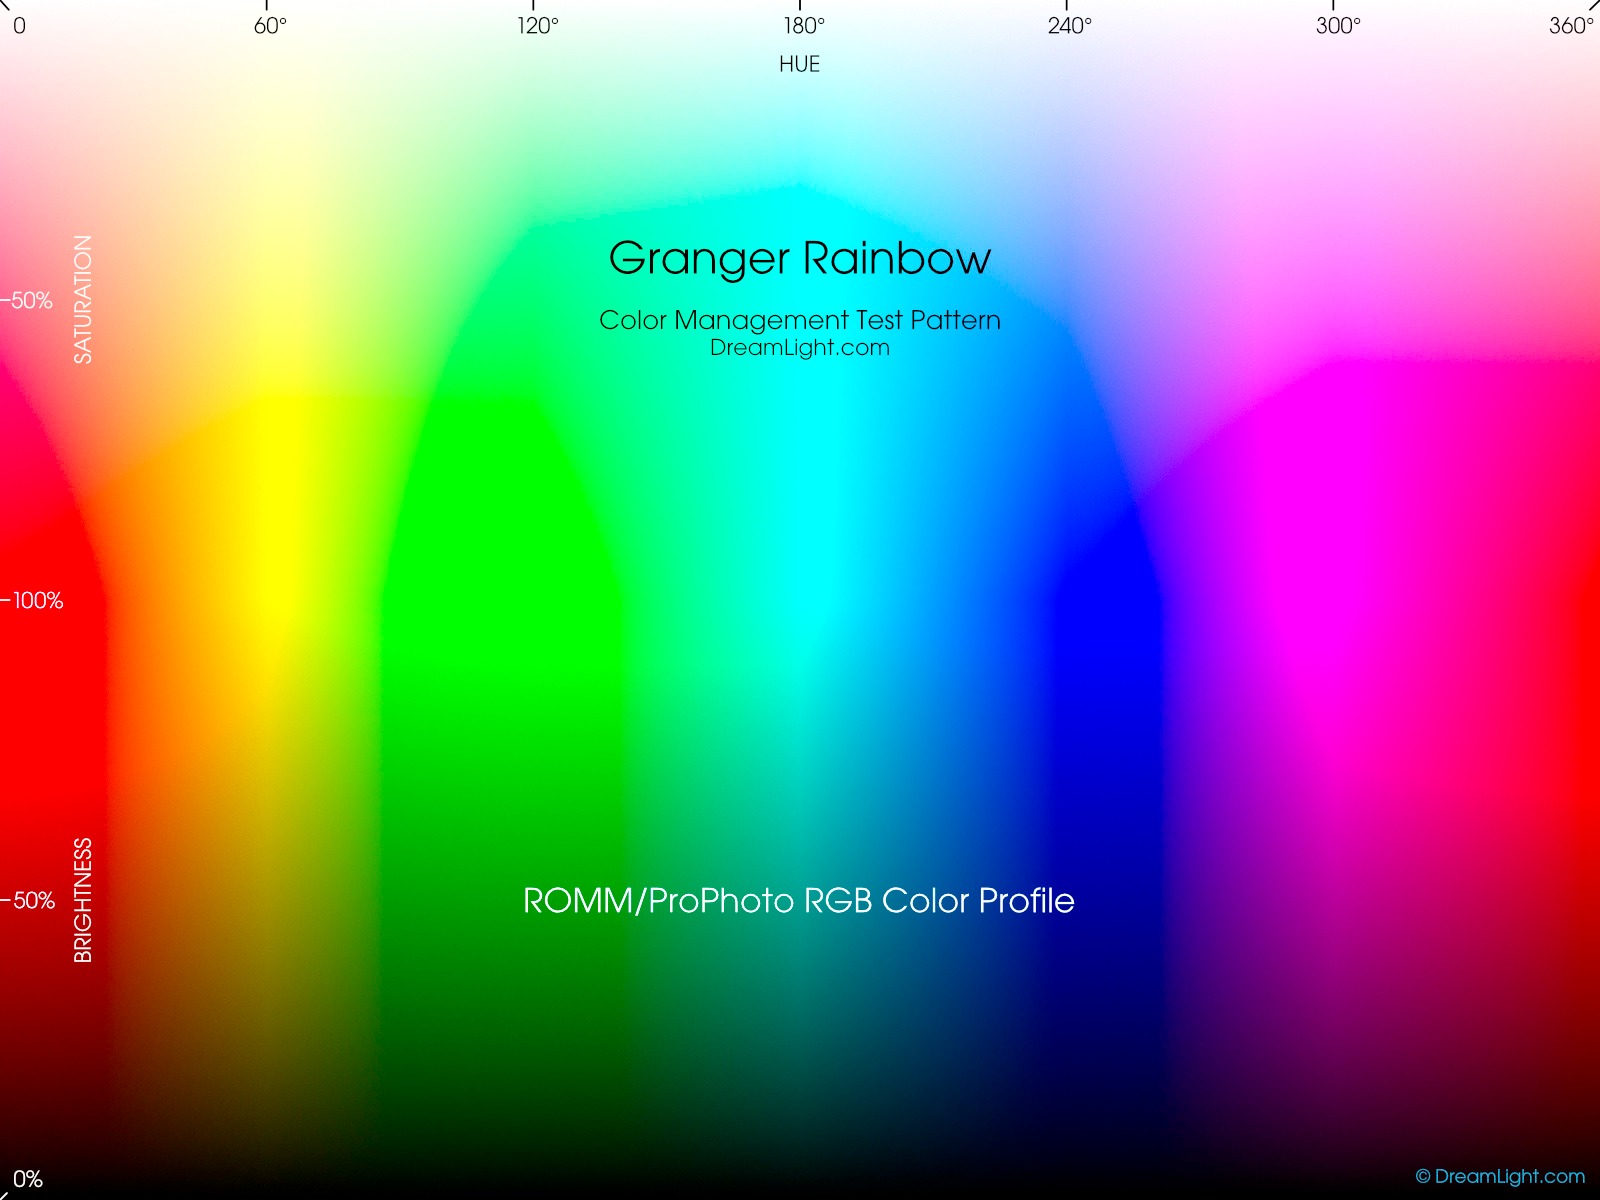 0 60° 120° 180° 240° 300° 360°
HUE
SATURATION
50%
Granger Rainbow
Color Management Test Pattern
DreamLight.com
100%
BRIGHTNESS
50%
ROMM/ProPhoto RGB Color Profile
0%
© DreamLight.com